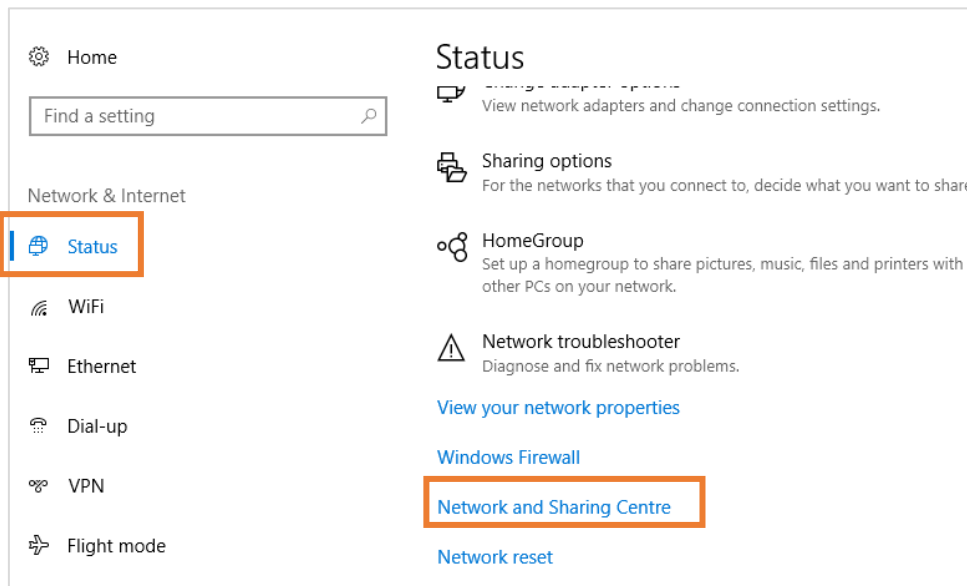 Home
Find a setting
Network & Internet
Status
WiFi
Ethernet
Dial-up
VPN
Flight mode
Status
Change adapter options
View network adapters and change connection settings.
Sharing options
For the networks that you connect to, decide what you want to share
HomeGroup
Set up a homegroup to share pictures, music, files and printers with
other PCs on your network.
Network troubleshooter
Diagnose and fix network problems.
View your network properties
Windows Firewall
Network and Sharing Centre
Network reset